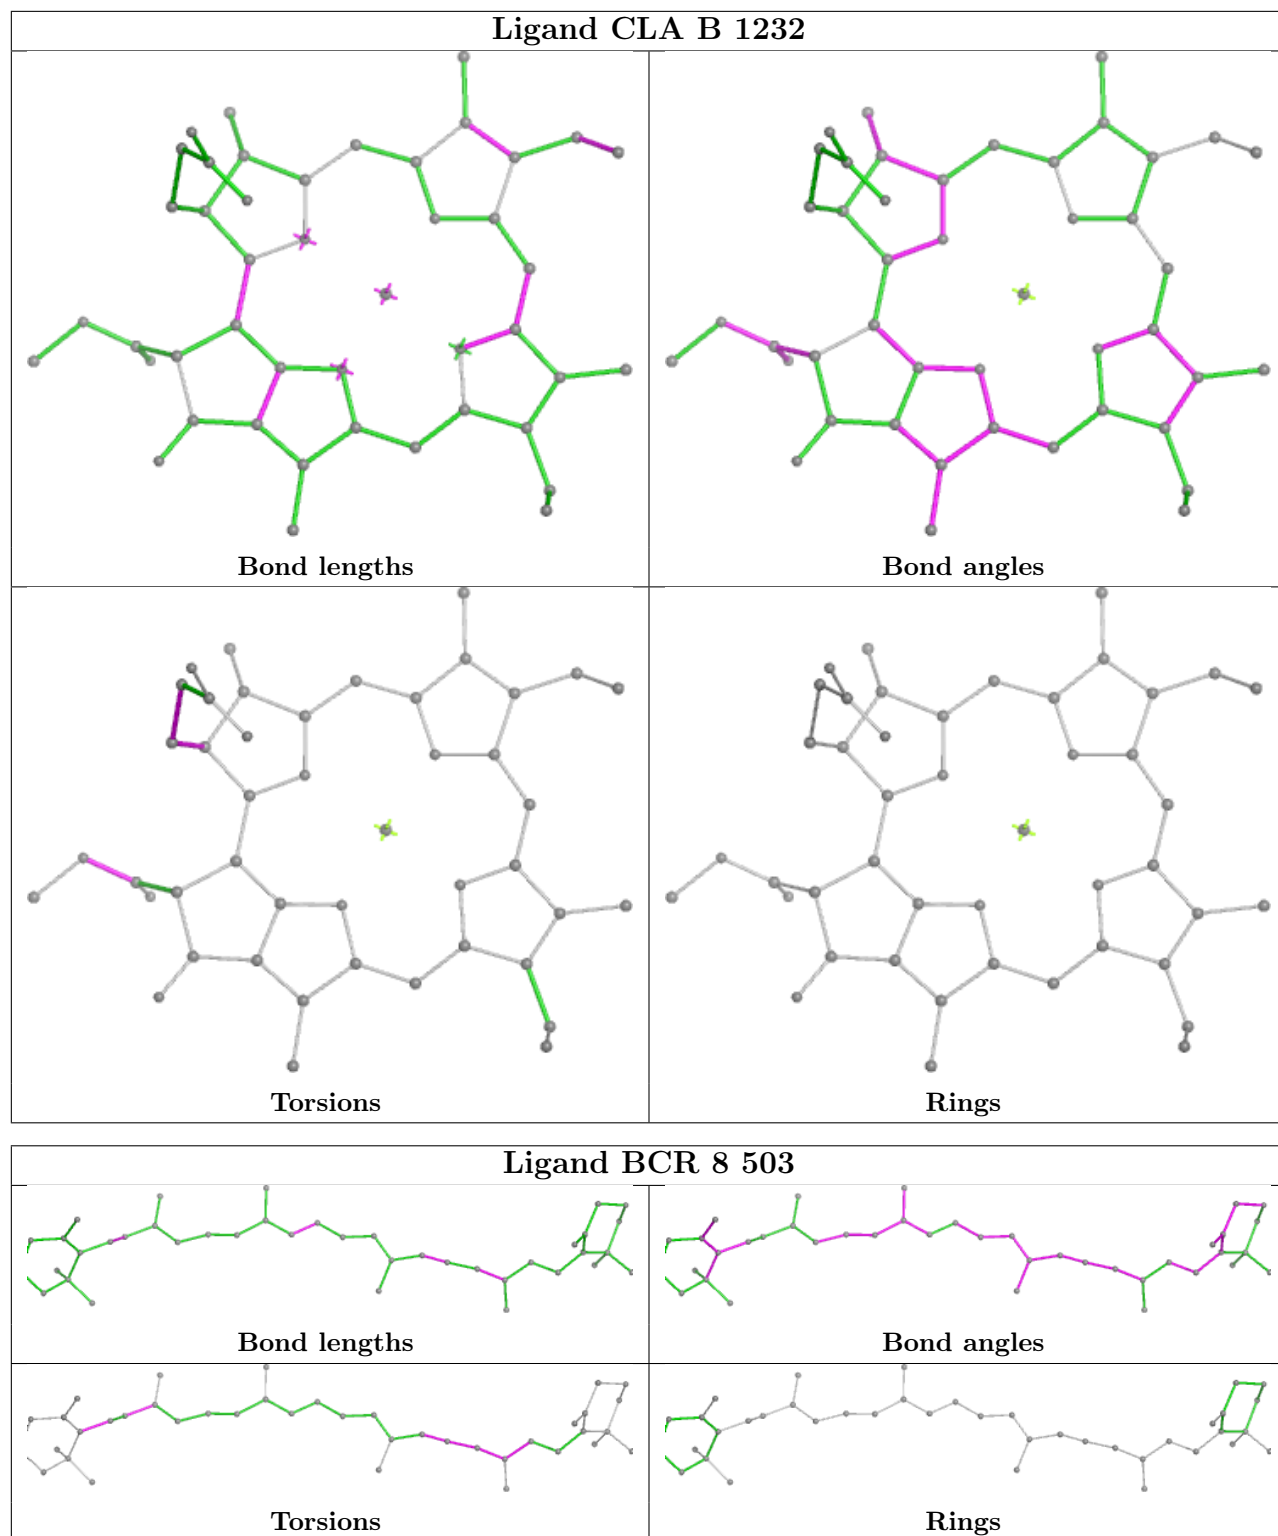 Ligand CLA B 1232
Bond lengths
Bond angles
Torsions
Rings
Ligand BCR 8 503
Bond lengths
Bond angles
Torsions
Rings